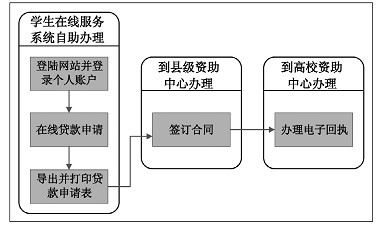 学生在线服务
系统自助办理
登陆网站并登
录个人账户
在线贷款申请
导出并打印贷
款申请表
到县级资助
中心办理
签订合同
到高校资助
中心办理
办理电子回执